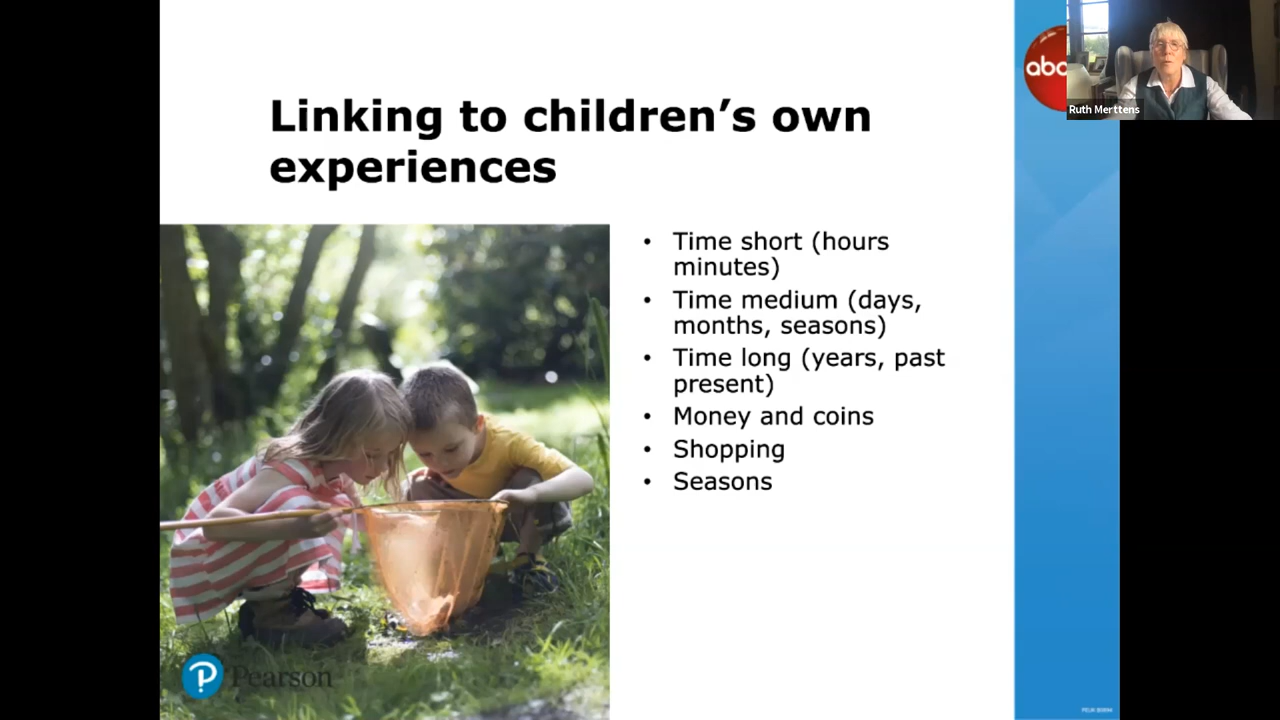 Linking to children's own
experiences
abc
Ruth Merttens
• Time short (hours
minutes)
• Time medium (days,
months, seasons)
• Time long (years, past
present)
• Money and coins
• Shopping
• Seasons
Pearson